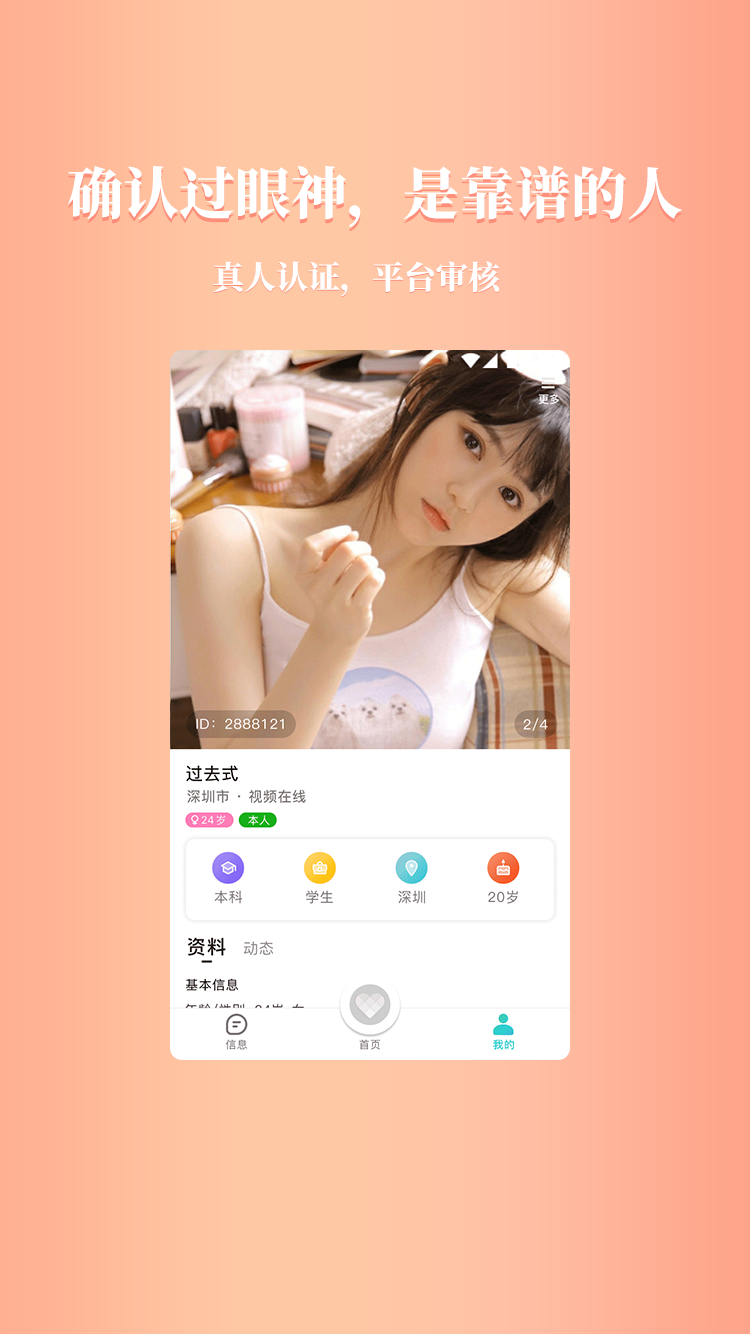 确认过眼神，是靠谱的人
真人认证，平台审核
更多
ID：2888121
2/4
过去式
深圳市 · 视频在线
24岁 本人
本科 学生 深圳 20岁
资料 动态
基本信息
信息 首页 我的